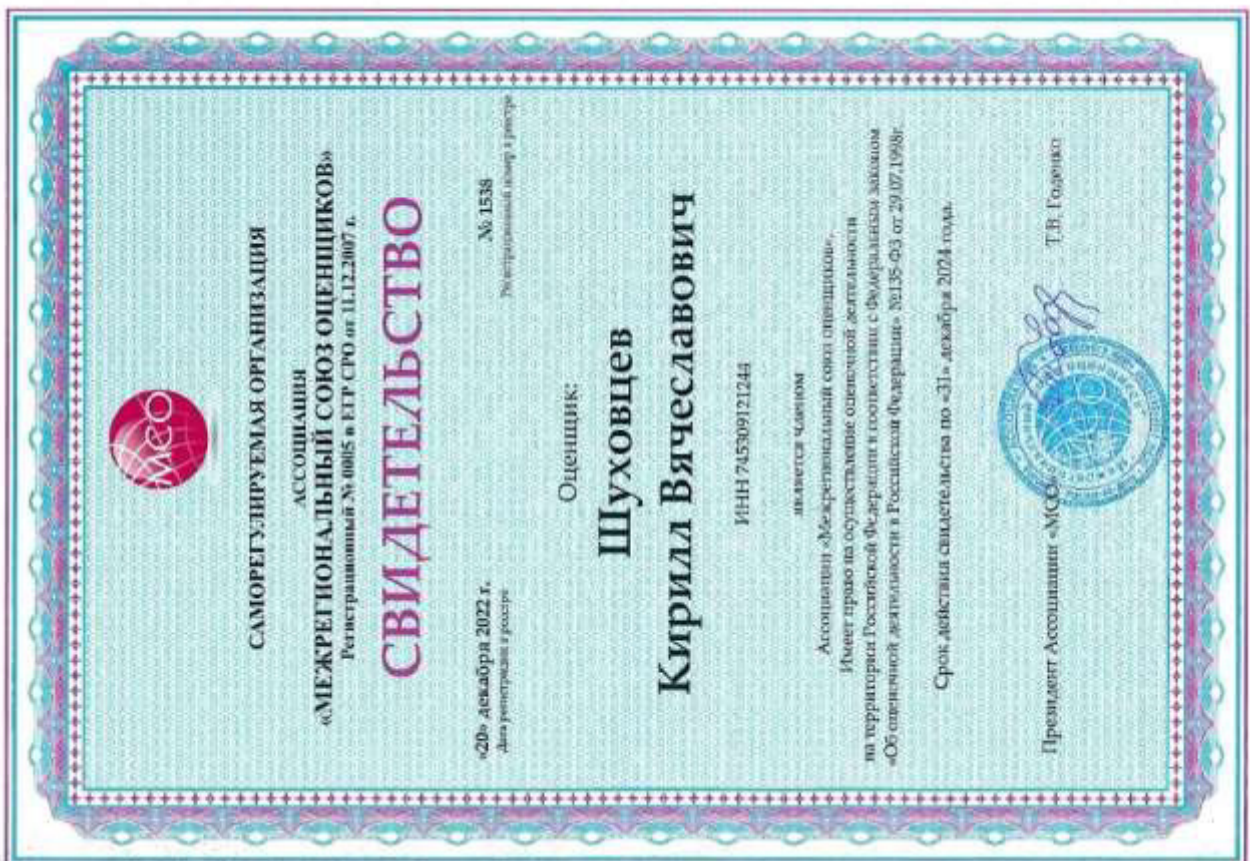 МСО
САМОРЕГУЛИРУЕМАЯ ОРГАНИЗАЦИЯ
АССОЦИАЦИЯ
«МЕЖРЕГИОНАЛЬНЫЙ СОЮЗ ОЦЕНЩИКОВ»
Регистрационный № 0005 в ЕГР СРО от 11.12.2007 г.
СВИДЕТЕЛЬСТВО
«20» декабря 2022 г. № 1538
Дата регистрации в реестре Регистрационный номер в реестре
Оценщик:
Шуховцев
Кирилл Вячеславович
ИНН 745309121244
является членом
Ассоциации «Межрегиональный союз оценщиков».
Имеет право на осуществление оценочной деятельности
на территории Российской Федерации в соответствии с Федеральным законом
«Об оценочной деятельности в Российской Федерации» №135-ФЗ от 29.07.1998г.
Срок действия свидетельства по «31» декабря 2024 года.
Президент Ассоциации «МСО» Т.В. Годенко